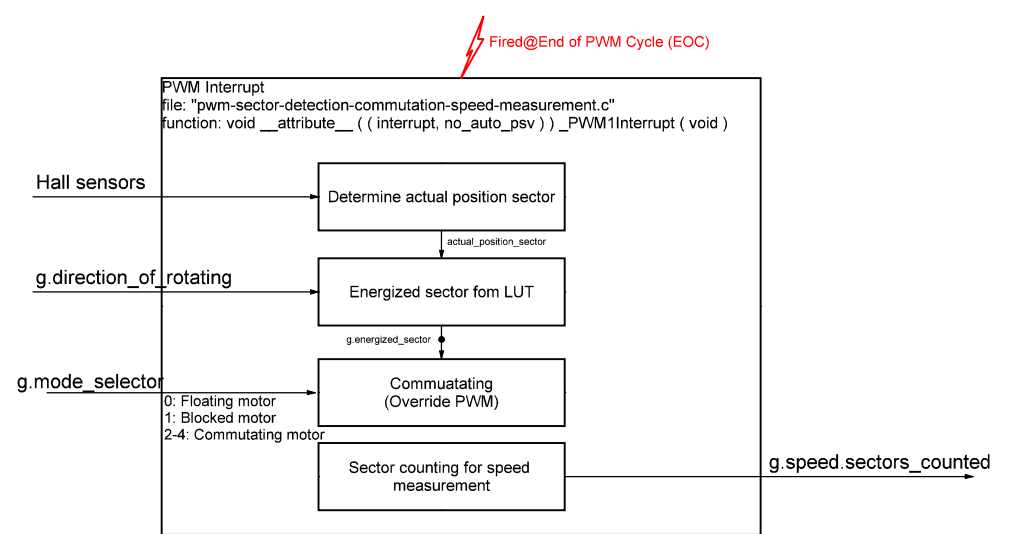 Fired@End of PWM Cycle (EOC)
PWM Interrupt
file: "pwm-sector-detection-commutation-speed-measurement.c"
function: void __attribute__ ( ( interrupt, no_auto_psv ) ) _PWM1Interrupt ( void )
Hall sensors
Determine actual position sector
actual_position_sector
g.direction_of_rotating
Energized sector fom LUT
g.energized_sector
g.mode_selector
0: Floating motor
1: Blocked motor
2-4: Commutating motor
Commuatating
(Override PWM)
Sector counting for speed
measurement
g.speed.sectors_counted